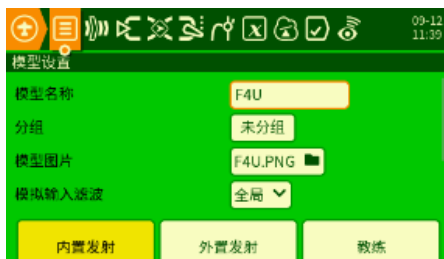 09-12
11:39
模型设置
模型名称 F4U
分组 未分组
模型图片 F4U.PNG
模拟输入滤波 全局
内置发射 外置发射 教练